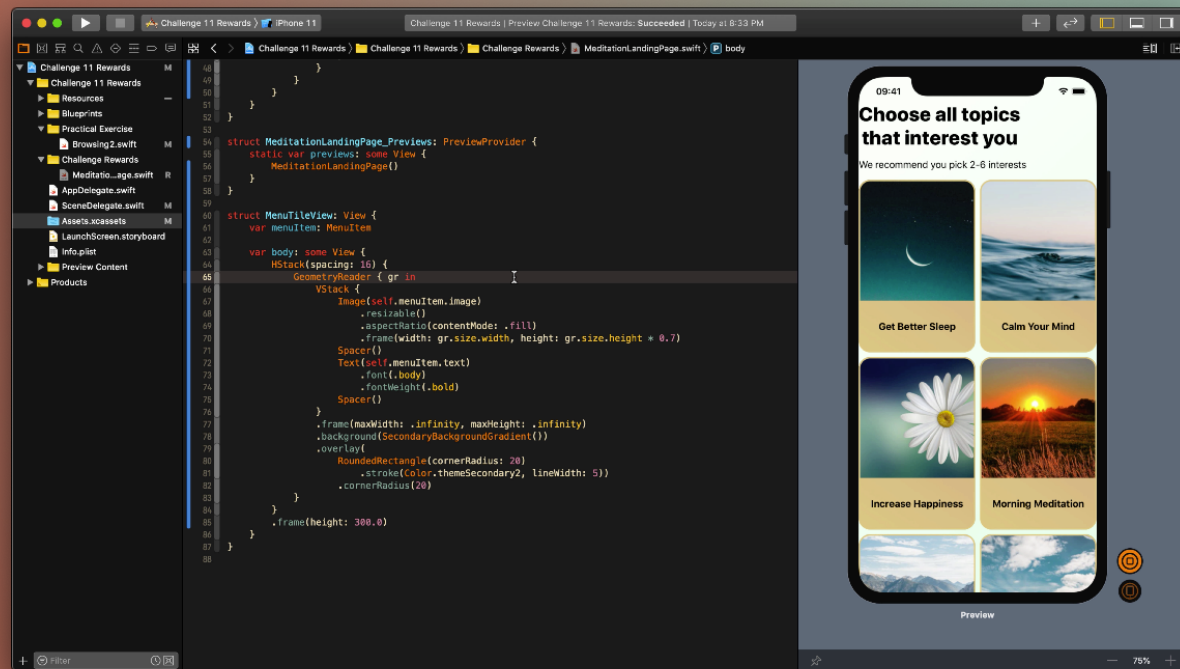 Challenge 11 Rewards 〉 iPhone 11
Challenge 11 Rewards | Preview Challenge 11 Rewards: Succeeded | Today at 8:33 PM
Challenge 11 Rewards 〉 Challenge 11 Rewards 〉 Challenge Rewards 〉 MeditationLandingPage.swift 〉 P body
Challenge 11 Rewards M
Challenge 11 Rewards
Resources —
Blueprints
Practical Exercise
Browsing2.swift M
Challenge Rewards
Meditatio...age.swift R
AppDelegate.swift
SceneDelegate.swift M
Assets.xcassets M
LaunchScreen.storyboard
Info.plist
Preview Content
Products
Filter
48 }
49 }
50 }
51 }
52 }
53
54 struct MeditationLandingPage_Previews: PreviewProvider {
55 static var previews: some View {
56 MeditationLandingPage()
57 }
58 }
59
60 struct MenuTileView: View {
61 var menuItem: MenuItem
62
63 var body: some View {
64 HStack(spacing: 16) {
65 GeometryReader { gr in
66 VStack {
67 Image(self.menuItem.image)
68 .resizable()
69 .aspectRatio(contentMode: .fill)
70 .frame(width: gr.size.width, height: gr.size.height * 0.7)
71 Spacer()
72 Text(self.menuItem.text)
73 .font(.body)
74 .fontWeight(.bold)
75 Spacer()
76 }
77 .frame(maxWidth: .infinity, maxHeight: .infinity)
78 .background(SecondaryBackgroundGradient())
79 .overlay(
80 RoundedRectangle(cornerRadius: 20)
81 .stroke(Color.themeSecondary2, lineWidth: 5))
82 .cornerRadius(20)
83 }
84 }
85 .frame(height: 300.0)
86 }
87 }
88
09:41
Choose all topics
that interest you
We recommend you pick 2-6 interests
Get Better Sleep
Calm Your Mind
Increase Happiness
Morning Meditation
Preview
75%